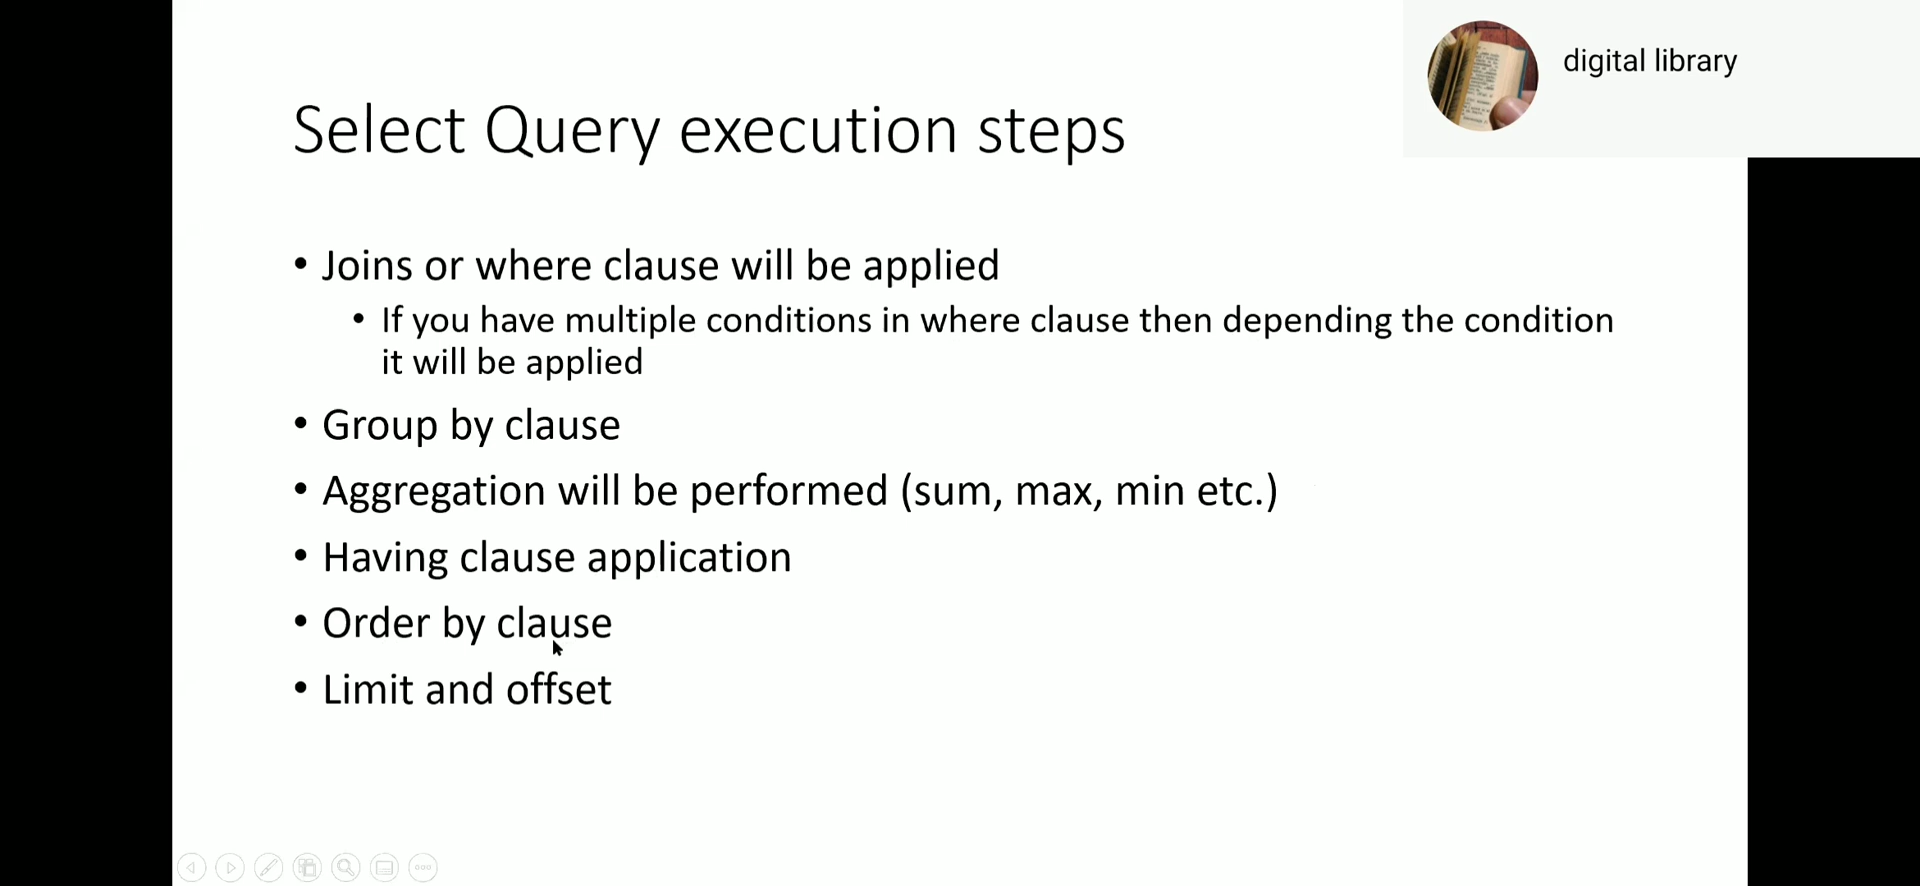 digital library
Select Query execution steps
• Joins or where clause will be applied
• If you have multiple conditions in where clause then depending the condition
it will be applied
• Group by clause
• Aggregation will be performed (sum, max, min etc.)
• Having clause application
• Order by clause
• Limit and offset